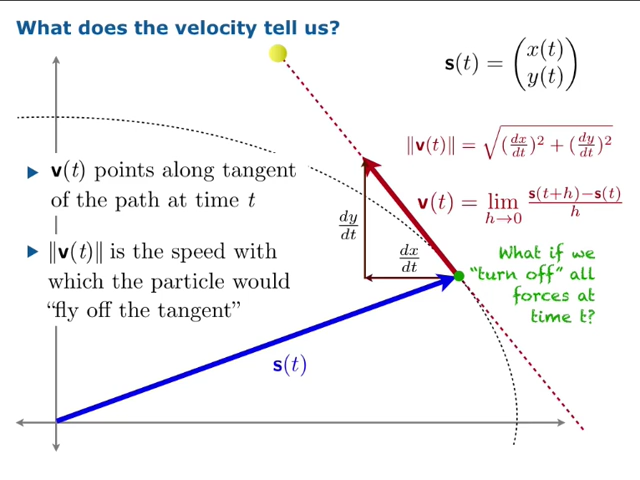 What does the velocity tell us?
s(t) = (x(t) y(t))
‖v(t)‖ = √((dx/dt)² + (dy/dt)²)
▶ v(t) points along tangent
of the path at time t
v(t) = lim h→0 (s(t+h)−s(t))/h
dy/dt
dx/dt
▶ ‖v(t)‖ is the speed with
which the particle would
“fly off the tangent”
What if we
“turn off” all
forces at
time t?
s(t)